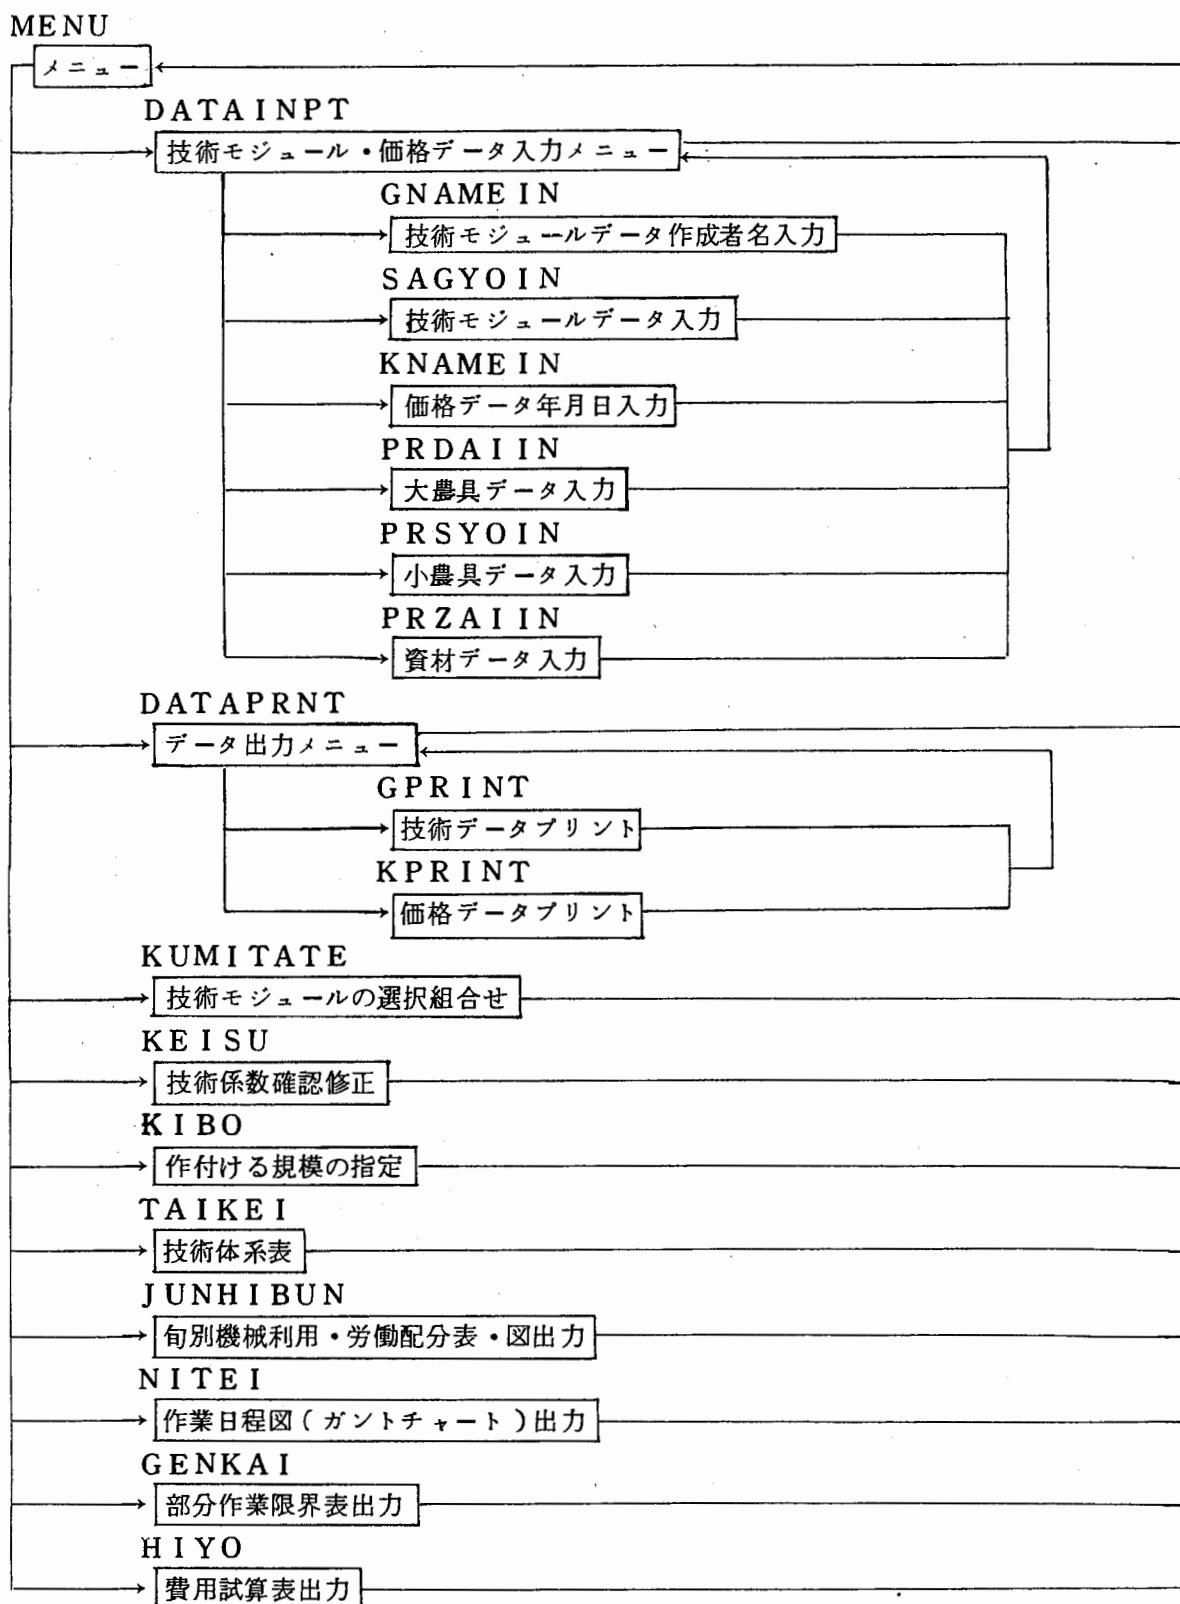 MENU
メニュー
DATAINPT
技術モジュール・価格データ入力メニュー
GNAMEIN
技術モジュールデータ作成者名入力
SAGYOIN
技術モジュールデータ入力
KNAMEIN
価格データ年月日入力
PRDAIIN
大農具データ入力
PRSYOIN
小農具データ入力
PRZAIIN
資材データ入力
DATAPRNT
データ出力メニュー
GPRINT
技術データプリント
KPRINT
価格データプリント
KUMITATE
技術モジュールの選択組合せ
KEISU
技術係数確認修正
KIBO
作付ける規模の指定
TAIKEI
技術体系表
JUNHIBUN
旬別機械利用・労働配分表・図出力
NITEI
作業日程図(ガントチャート)出力
GENKAI
部分作業限界表出力
HIYO
費用試算表出力